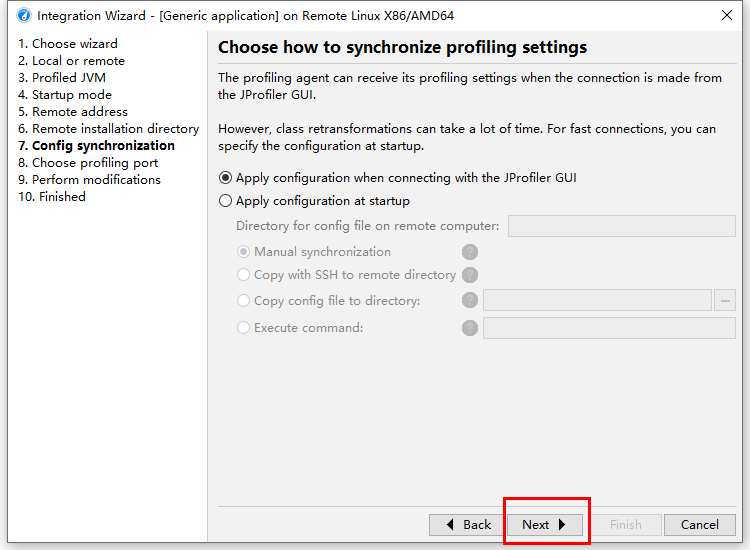 Integration Wizard - [Generic application] on Remote Linux X86/AMD64
1. Choose wizard
2. Local or remote
3. Profiled JVM
4. Startup mode
5. Remote address
6. Remote installation directory
7. Config synchronization
8. Choose profiling port
9. Perform modifications
10. Finished
Choose how to synchronize profiling settings
The profiling agent can receive its profiling settings when the connection is made from
the JProfiler GUI.
However, class retransformations can take a lot of time. For fast connections, you can
specify the configuration at startup.
Apply configuration when connecting with the JProfiler GUI
Apply configuration at startup
Directory for config file on remote computer:
Manual synchronization ?
Copy with SSH to remote directory ?
Copy config file to directory: ? ...
Execute command: ?
Back Next Finish Cancel